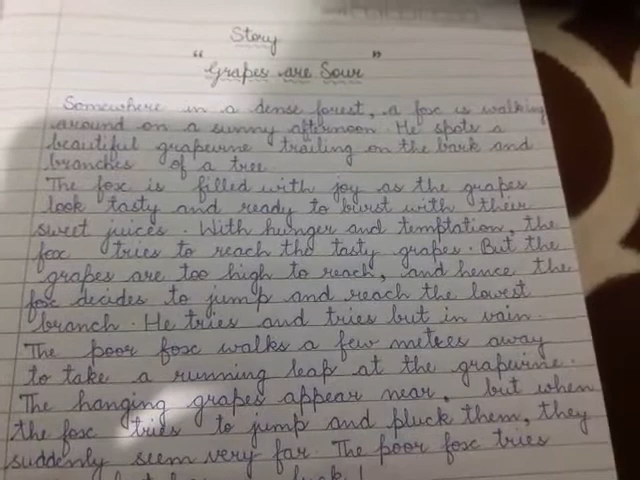 Story
" "
Grapes are Sour
Somewhere in a dense forest, a fox is walking
around on a sunny afternoon. He spots a
beautiful grapevine trailing on the bark and
branches of a tree.
The fox is filled with joy as the grapes
look tasty and ready to burst with their
sweet juices. With hunger and temptation, the
fox tries to reach the tasty grapes. But the
grapes are too high to reach, and hence the
fox decides to jump and reach the lowest
branch. He tries and tries but in vain.
The poor fox walks a few metres away
to take a running leap at the grapevine.
The hanging grapes appear near, but when
the fox tries to jump and pluck them, they
suddenly seem very far. The poor fox tries
luck!